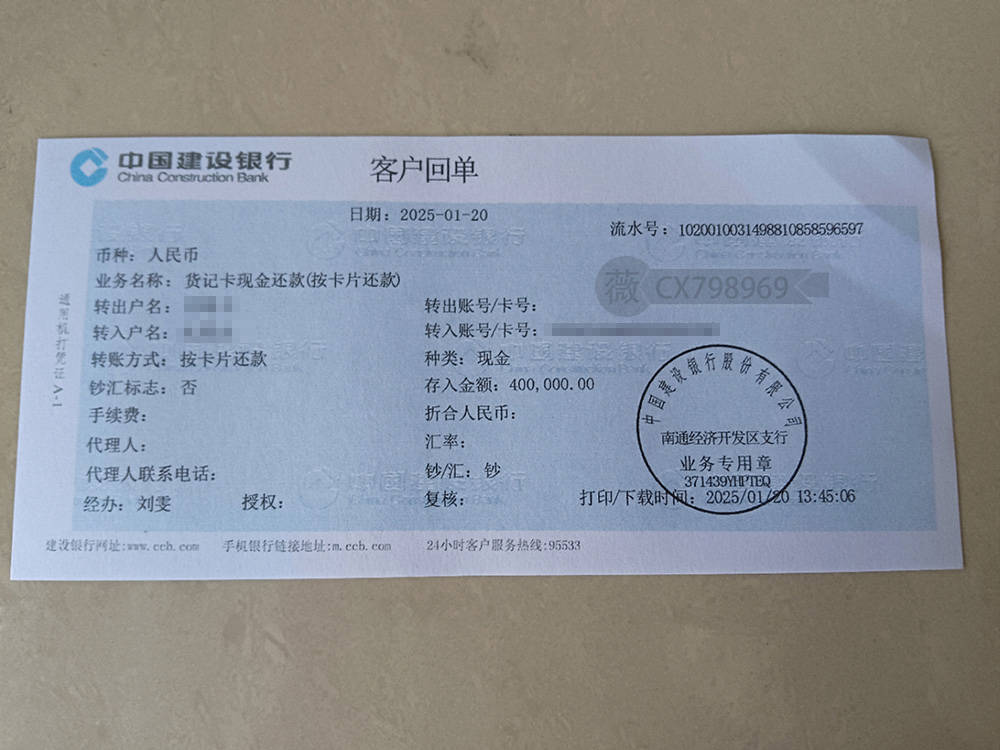 中国建设银行
China Construction Bank
客户回单
日期：2025-01-20
流水号：1020010031498810858596597
币种：人民币
业务名称：货记卡现金还款(按卡片还款)
薇 CX798969
转出户名：
转出账号/卡号：
转入户名：
转入账号/卡号：
转账方式：按卡片还款
种类：现金
钞汇标志：否
存入金额：400,000.00
手续费：
折合人民币：
代理人：
汇率：
代理人联系电话：
钞/汇：钞
经办：刘雯
授权：
复核：
打印/下载时间：2025/01/20 13:45:06
中国建设银行股份有限公司
南通经济开发区支行
业务专用章
371439YHPTEQ
通用机打凭证 A-1
建设银行网址:www.ccb.com
手机银行链接地址:m.ccb.com
24小时客户服务热线:95533